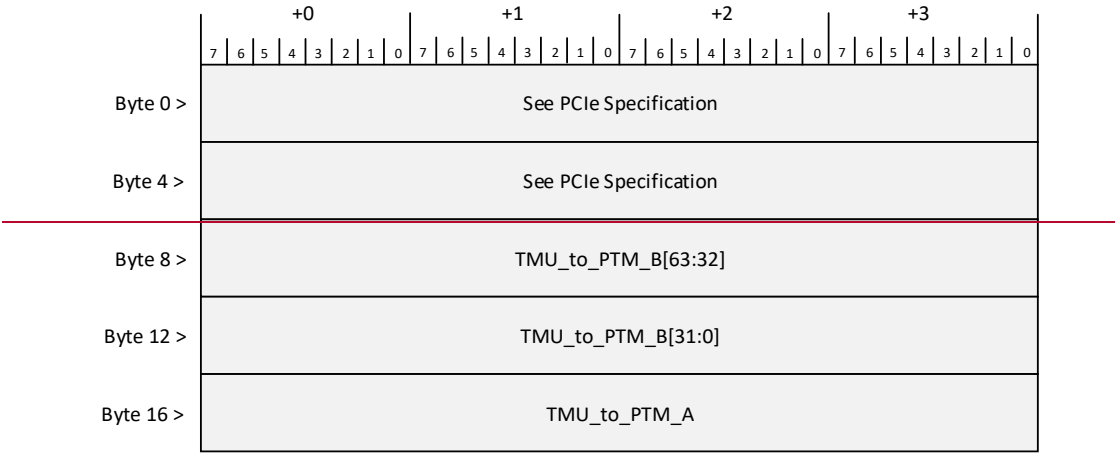 +0 +1 +2 +3
7 6 5 4 3 2 1 0 7 6 5 4 3 2 1 0 7 6 5 4 3 2 1 0 7 6 5 4 3 2 1 0
Byte 0 > See PCIe Specification
Byte 4 > See PCIe Specification
Byte 8 > TMU_to_PTM_B[63:32]
Byte 12 > TMU_to_PTM_B[31:0]
Byte 16 > TMU_to_PTM_A